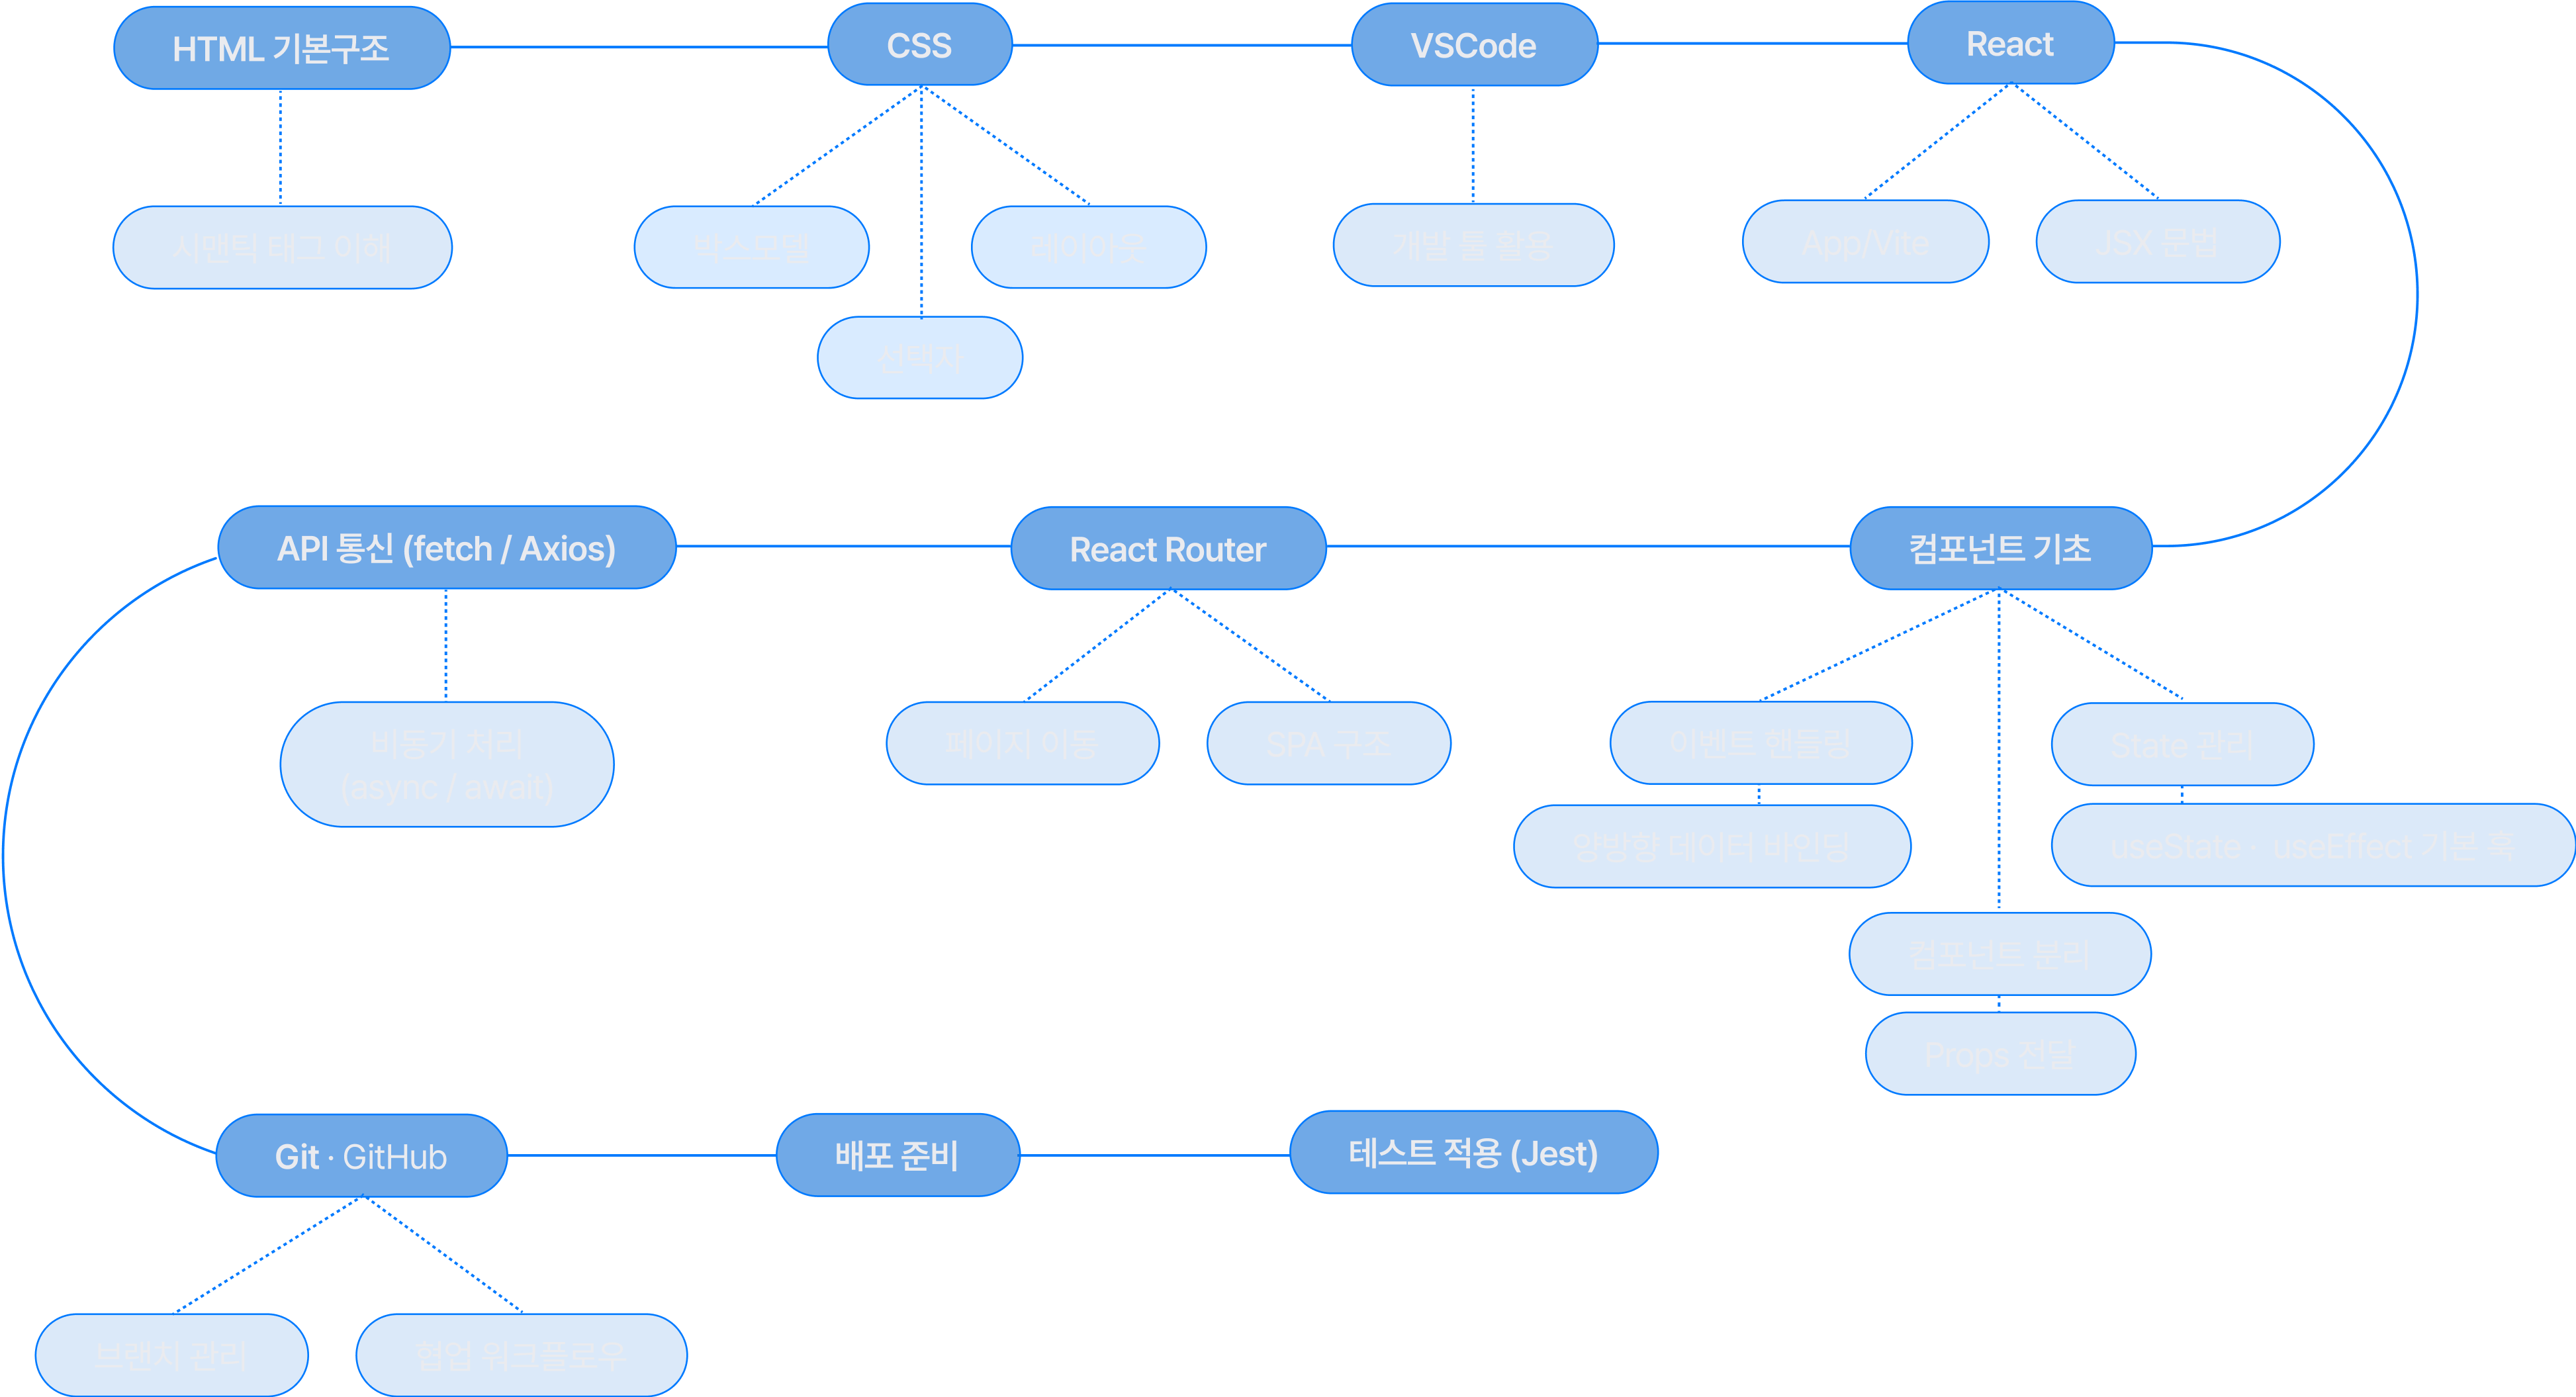 HTML 기본구조
CSS
VSCode
React
시맨틱 태그 이해
박스모델
레이아웃
개발 툴 활용
App/Vite
JSX 문법
선택자
API 통신 (fetch / Axios)
React Router
컴포넌트 기초
비동기 처리
(async / await)
페이지 이동
SPA 구조
이벤트 핸들링
State 관리
양방향 데이터 바인딩
useState · useEffect 기본 훅
컴포넌트 분리
Props 전달
Git · GitHub
배포 준비
테스트 적용 (Jest)
브랜치 관리
협업 워크플로우